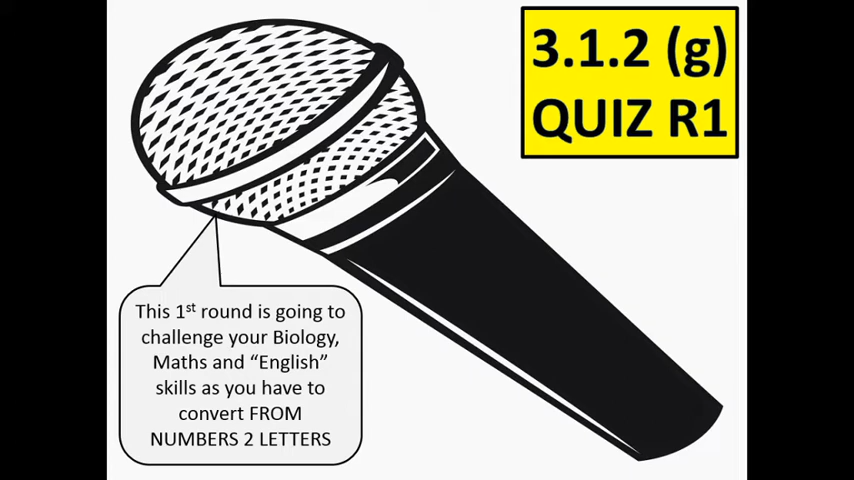 3.1.2 (g)
QUIZ R1
This 1st round is going to
challenge your Biology,
Maths and “English”
skills as you have to
convert FROM
NUMBERS 2 LETTERS